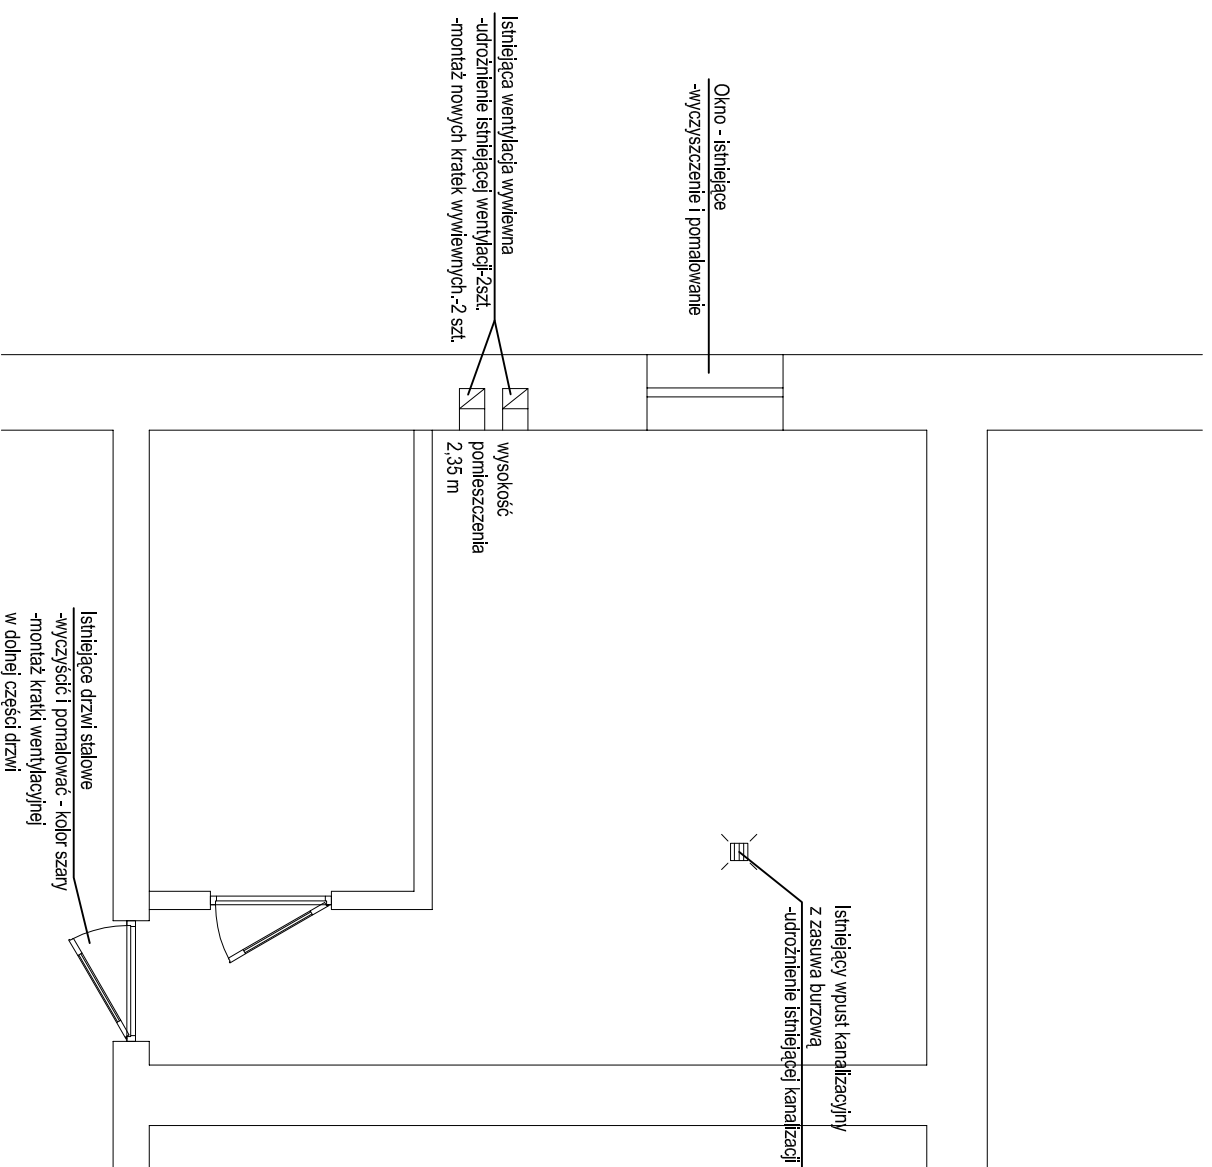 Okno - istniejące
-wyczyszczenie i pomalowanie
Istniejąca wentylacja wywiewna
-udrożnienie istniejącej wentylacji-2szt.
-montaż nowych kratek wywiewnych.-2 szt.
wysokość
pomieszczenia
2,35 m
Istniejący wpust kanalizacyjny
z zasuwa burzową
-udrożnienie istniejącej kanalizacji
Istniejące drzwi stalowe
-wyczyścić i pomalować - kolor szary
-montaż kratki wentylacyjnej
w dolnej części drzwi